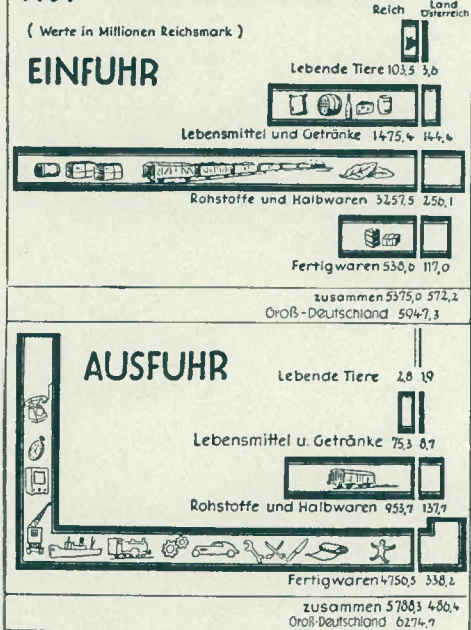 Reich Land Österreich
( Werte in Millionen Reichsmark )
EINFUHR
Lebende Tiere 103,5 3,6
Lebensmittel und Getränke 1475,4 144,4
Rohstoffe und Halbwaren 3257,5 256,1
Fertigwaren 538,6 117,0
zusammen 5375,0 572,2
Groß-Deutschland 5947,3
AUSFUHR
Lebende Tiere 2,8 1,9
Lebensmittel u. Getränke 75,3 8,7
Rohstoffe und Halbwaren 953,7 137,7
Fertigwaren 4756,5 338,2
zusammen 5788,3 486,4
Groß-Deutschland 6274,7